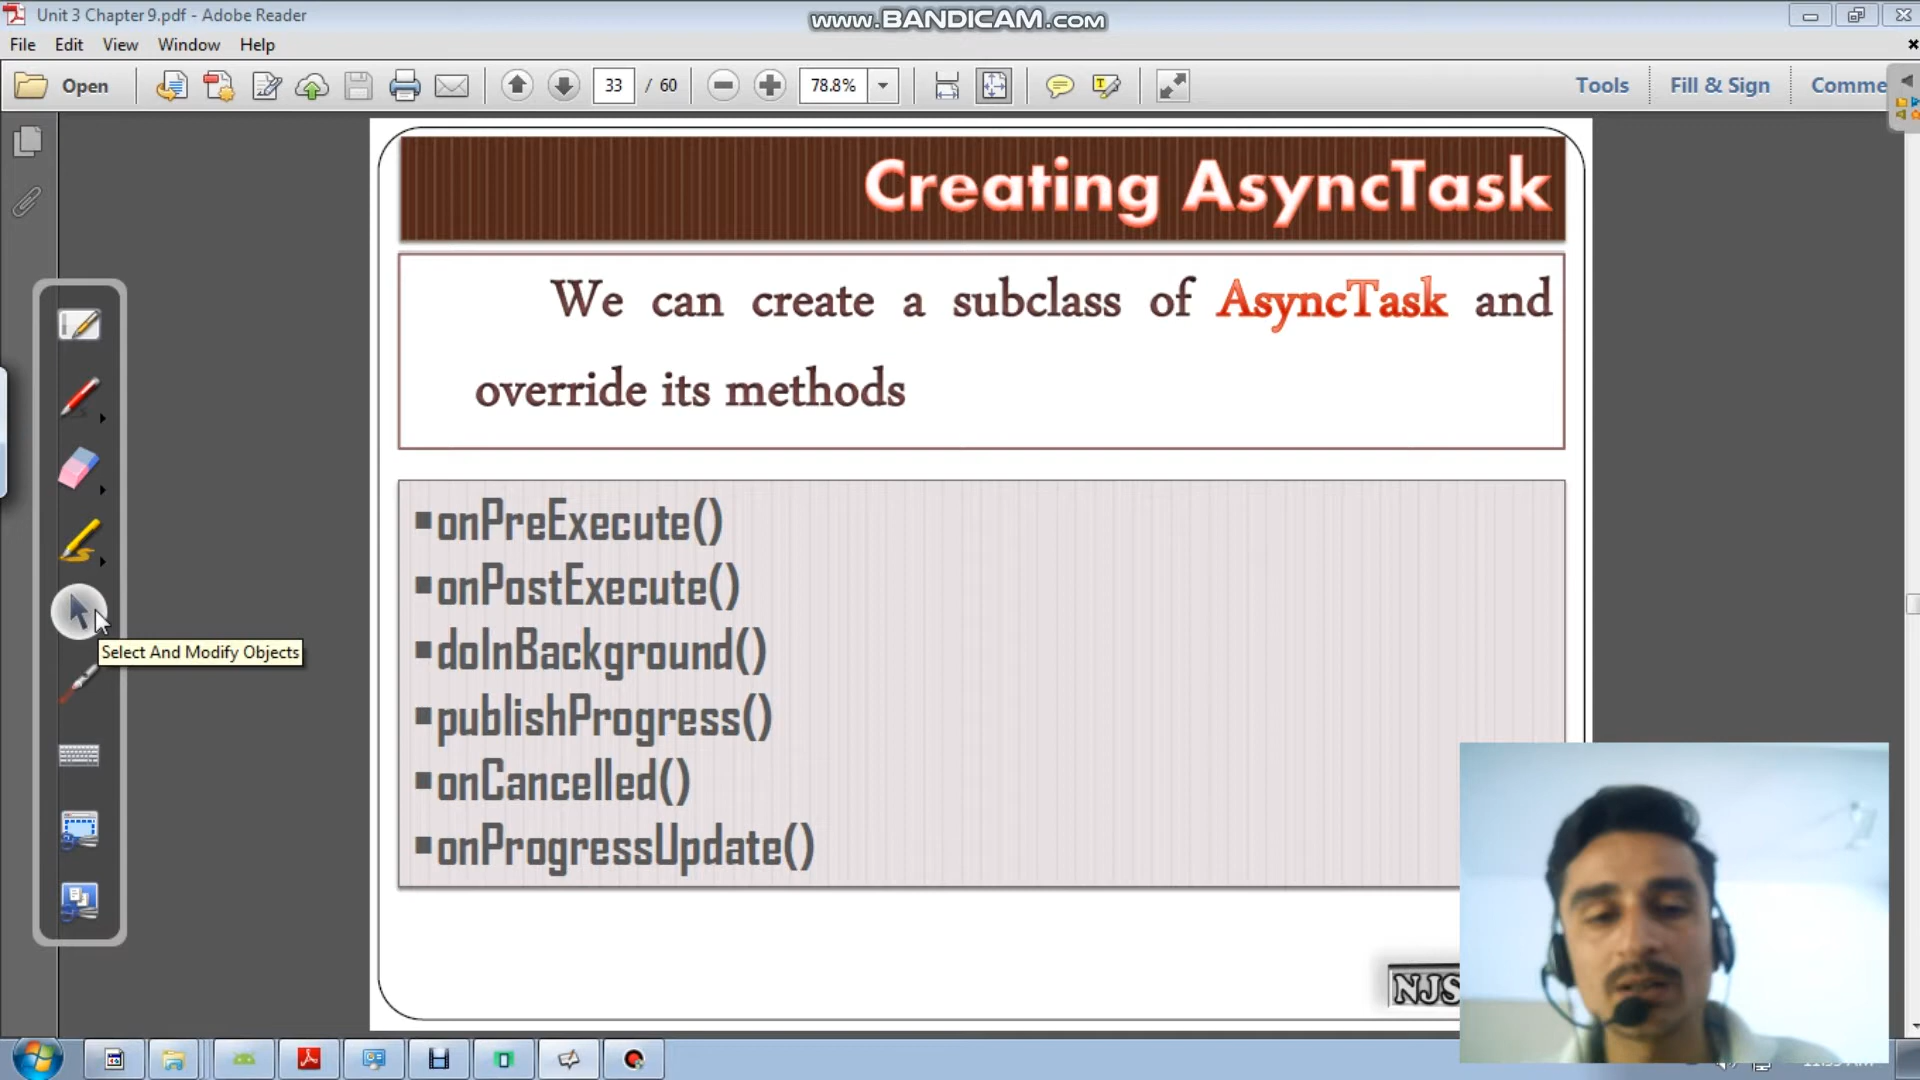 Unit 3 Chapter 9.pdf - Adobe Reader
www.BANDICAM.com
File Edit View Window Help
Open 33 / 60 78.8% Tools Fill & Sign Comme
Creating AsyncTask
We can create a subclass of AsyncTask and
override its methods
▪onPreExecute()
▪onPostExecute()
▪doInBackground()
▪publishProgress()
▪onCancelled()
▪onProgressUpdate()
Select And Modify Objects
NJS